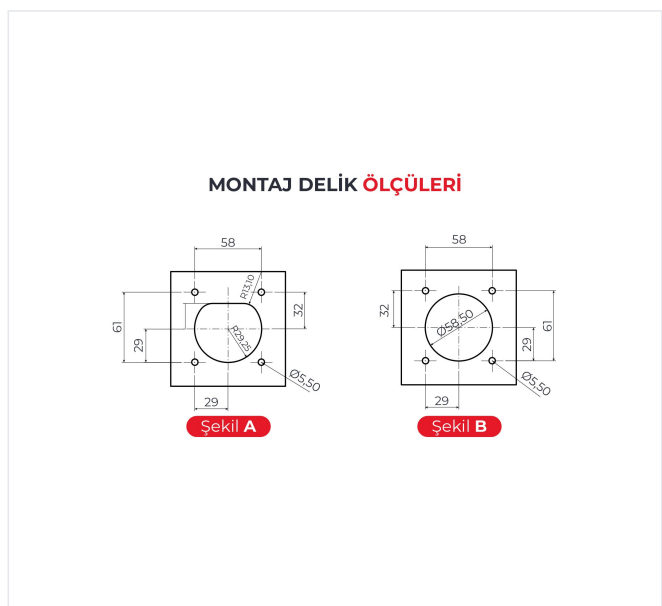 MONTAJ DELİK ÖLÇÜLERİ
58
R13,10
61
29
32
R29,25
Ø5,50
29
Şekil A
58
32
Ø58,50
61
29
Ø5,50
29
Şekil B